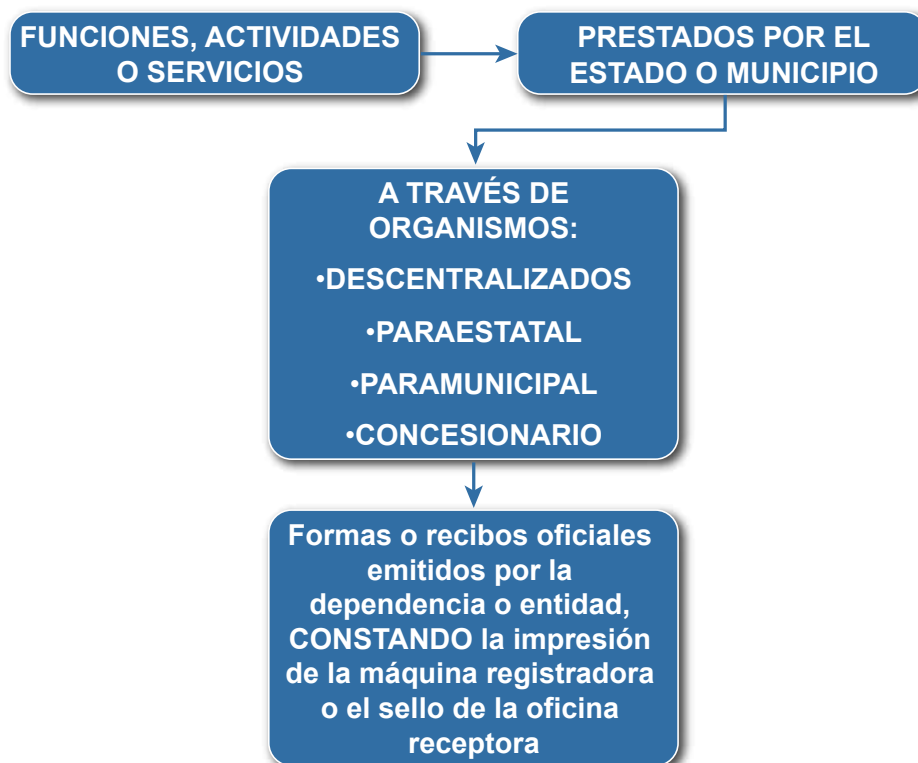 FUNCIONES, ACTIVIDADES
O SERVICIOS
PRESTADOS POR EL
ESTADO O MUNICIPIO
A TRAVÉS DE
ORGANISMOS:
•DESCENTRALIZADOS
•PARAESTATAL
•PARAMUNICIPAL
•CONCESIONARIO
Formas o recibos oficiales
emitidos por la
dependencia o entidad,
CONSTANDO la impresión
de la máquina registradora
o el sello de la oficina
receptora